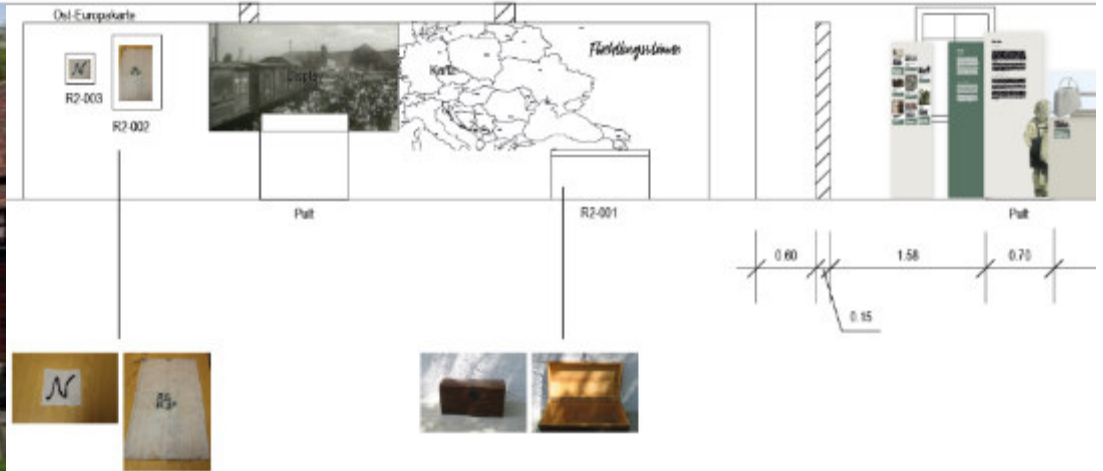 Ost-Europakarte
R2-003
R2-002
Display
Karte
Pult
R2-001
Pult
0.60
1.58
0.70
0.15
N
N